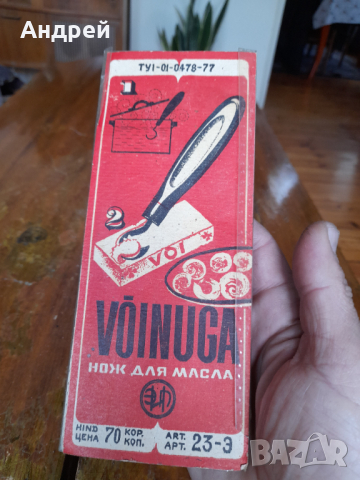 Андрей
ТУ1-01-0478-77
1
2
VOI
VÕINUGA
НОЖ ДЛЯ МАСЛА
HIND 70 KOP. ART. 23-Э
ЦЕНА КОП. АРТ.
BAZAR